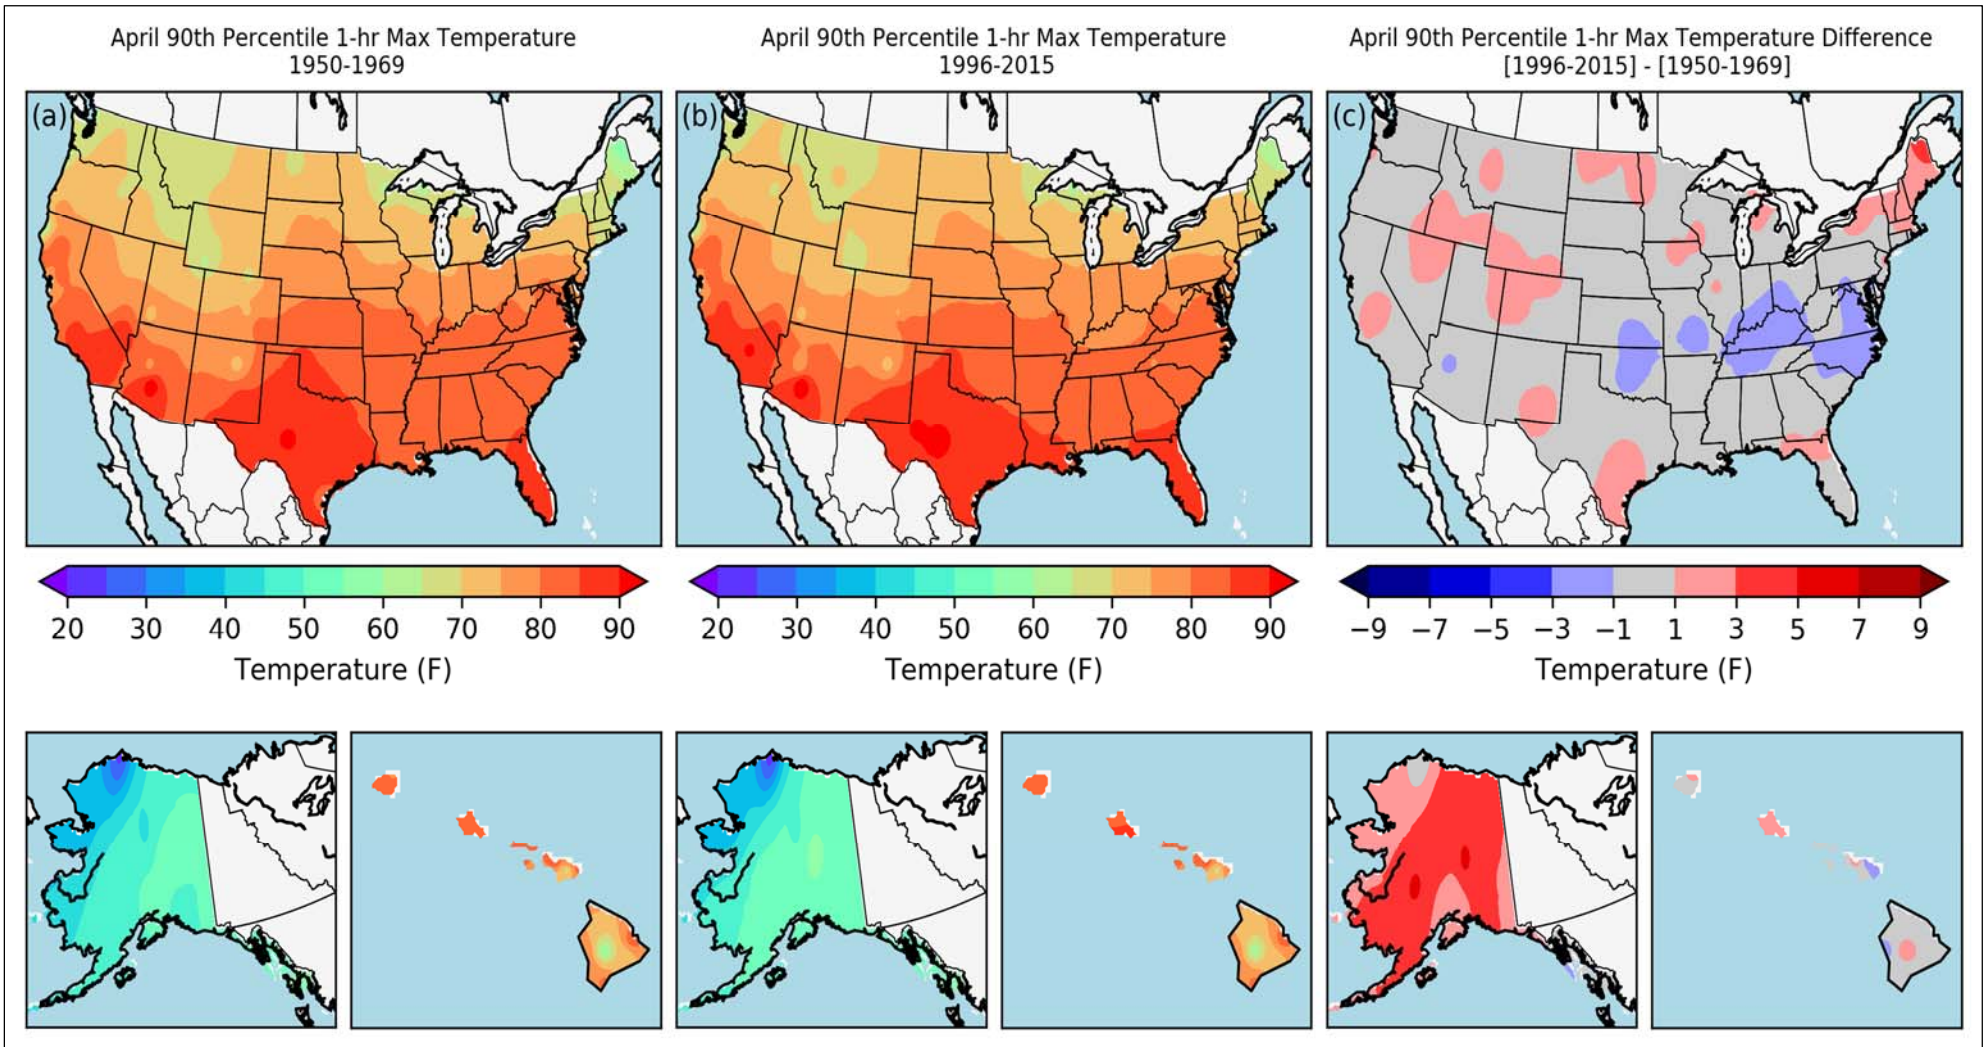 April 90th Percentile 1-hr Max Temperature
1950-1969
April 90th Percentile 1-hr Max Temperature
1996-2015
April 90th Percentile 1-hr Max Temperature Difference
[1996-2015] - [1950-1969]
(a)
(b)
(c)
20 30 40 50 60 70 80 90
Temperature (F)
20 30 40 50 60 70 80 90
Temperature (F)
−9 −7 −5 −3 −1 1 3 5 7 9
Temperature (F)